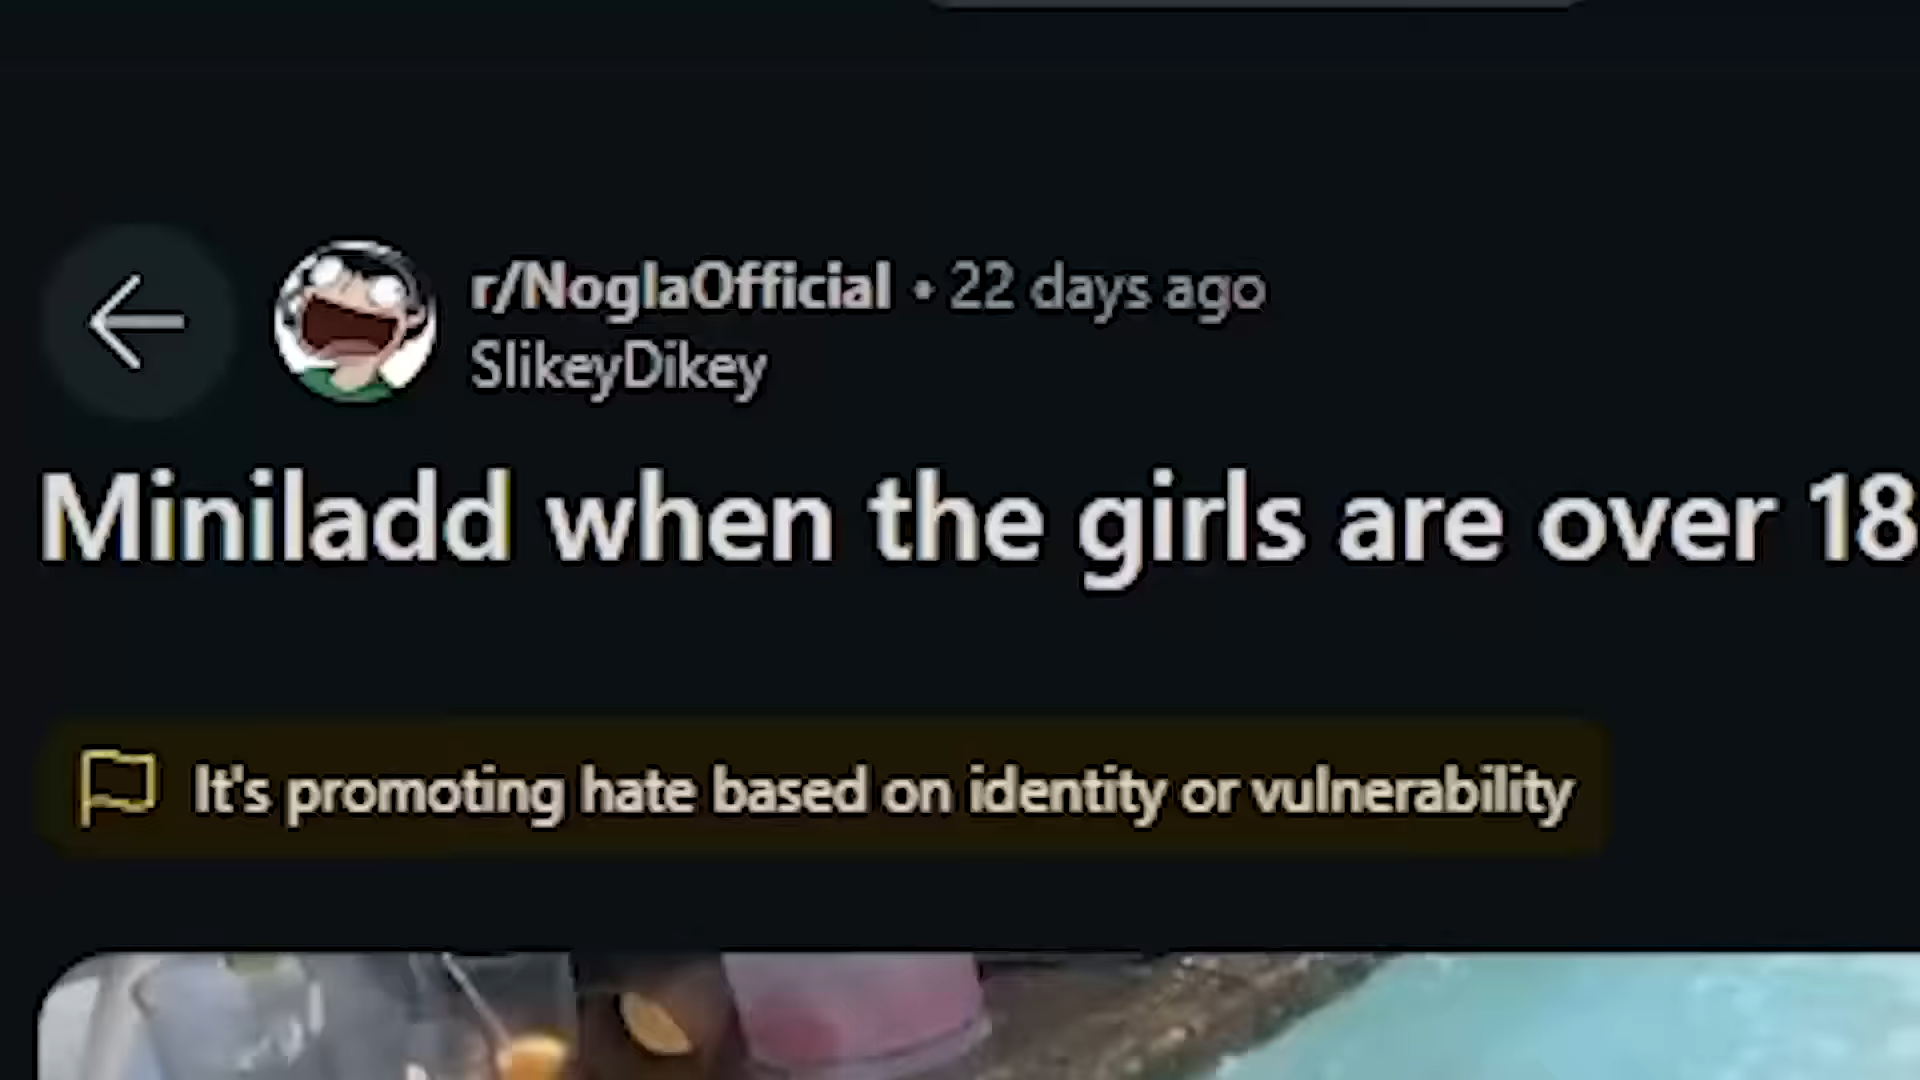 r/NoglaOfficial • 22 days ago
SlikeyDikey
Miniladd when the girls are over 18
It's promoting hate based on identity or vulnerability